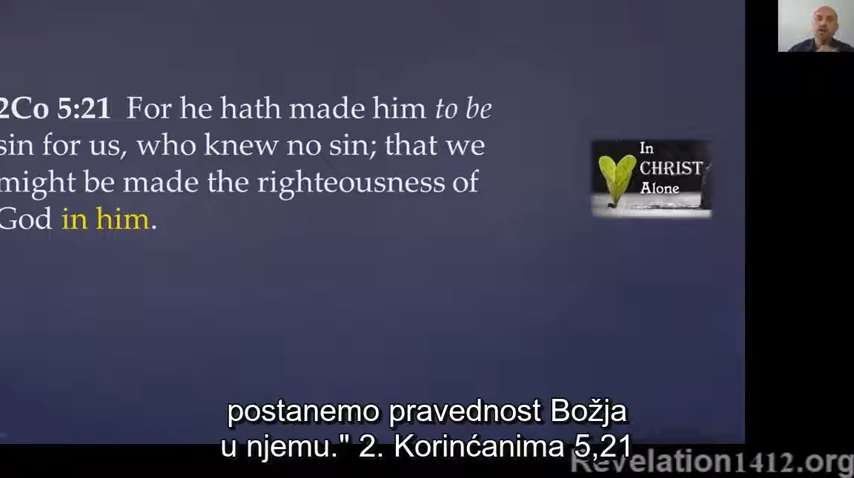 2Co 5:21 For he hath made him to be
sin for us, who knew no sin; that we
might be made the righteousness of
God in him.
In
CHRIST
Alone
postanemo pravednost Božja
u njemu." 2. Korinćanima 5,21
Revelation1412.org